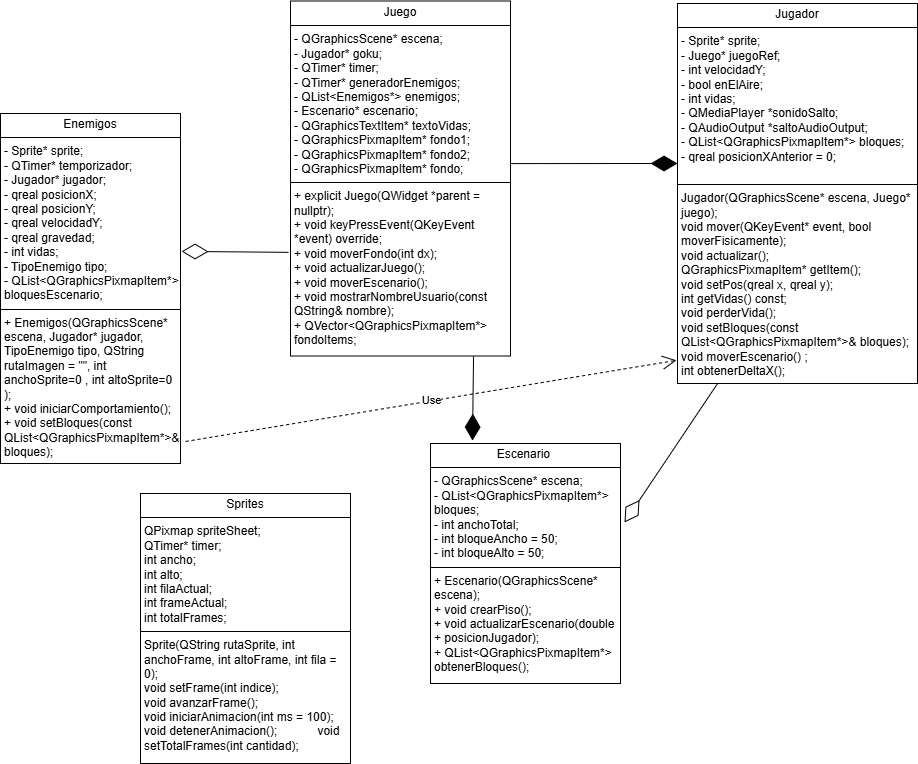 Juego
- QGraphicsScene* escena;
- Jugador* goku;
- QTimer* timer;
- QTimer* generadorEnemigos;
- QList<Enemigos*> enemigos;
- Escenario* escenario;
- QGraphicsTextItem* textoVidas;
- QGraphicsPixmapItem* fondo1;
- QGraphicsPixmapItem* fondo2;
- QGraphicsPixmapItem* fondo;
+ explicit Juego(QWidget *parent =
nullptr);
+ void keyPressEvent(QKeyEvent
*event) override;
+ void moverFondo(int dx);
+ void actualizarJuego();
+ void moverEscenario();
+ void mostrarNombreUsuario(const
QString& nombre);
+ QVector<QGraphicsPixmapItem*>
fondoItems;
Jugador
- Sprite* sprite;
- Juego* juegoRef;
- int velocidadY;
- bool enElAire;
- int vidas;
- QMediaPlayer *sonidoSalto;
- QAudioOutput *saltoAudioOutput;
- QList<QGraphicsPixmapItem*> bloques;
- qreal posicionXAnterior = 0;
Jugador(QGraphicsScene* escena, Juego*
juego);
void mover(QKeyEvent* event, bool
moverFisicamente);
void actualizar();
QGraphicsPixmapItem* getItem();
void setPos(qreal x, qreal y);
int getVidas() const;
void perderVida();
void setBloques(const
QList<QGraphicsPixmapItem*>& bloques);
void moverEscenario() ;
int obtenerDeltaX();
Enemigos
- Sprite* sprite;
- QTimer* temporizador;
- Jugador* jugador;
- qreal posicionX;
- qreal posicionY;
- qreal velocidadY;
- qreal gravedad;
- int vidas;
- TipoEnemigo tipo;
- QList<QGraphicsPixmapItem*>
bloquesEscenario;
+ Enemigos(QGraphicsScene*
escena, Jugador* jugador,
TipoEnemigo tipo, QString
rutaImagen = "", int
anchoSprite=0 , int altoSprite=0
);
+ void iniciarComportamiento();
+ void setBloques(const
QList<QGraphicsPixmapItem*>&
bloques);
Use
Escenario
- QGraphicsScene* escena;
- QList<QGraphicsPixmapItem*>
bloques;
- int anchoTotal;
- int bloqueAncho = 50;
- int bloqueAlto = 50;
+ Escenario(QGraphicsScene*
escena);
+ void crearPiso();
+ void actualizarEscenario(double
+ posicionJugador);
+ QList<QGraphicsPixmapItem*>
obtenerBloques();
Sprites
QPixmap spriteSheet;
QTimer* timer;
int ancho;
int alto;
int filaActual;
int frameActual;
int totalFrames;
Sprite(QString rutaSprite, int
anchoFrame, int altoFrame, int fila =
0);
void setFrame(int indice);
void avanzarFrame();
void iniciarAnimacion(int ms = 100);
void detenerAnimacion(); void
setTotalFrames(int cantidad);